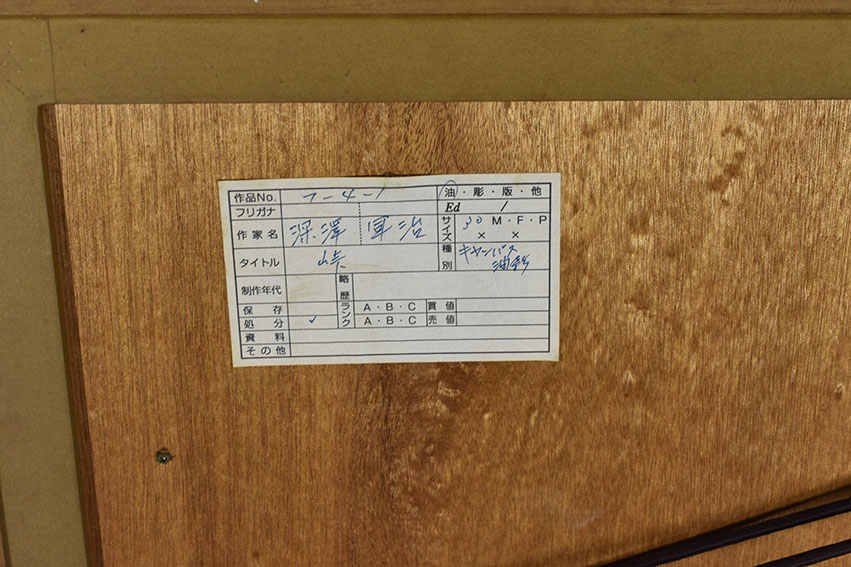 作品No. フ-4-1 油・彫・版・他
フリガナ Ed /
作家名 深澤 軍治 サイズ 30 M・F・P
× ×
タイトル 峠 種別 キャンバス
油彩
制作年代 略歴
保存 ランク A・B・C 買値
処分 ✓ A・B・C 売値
資料
その他